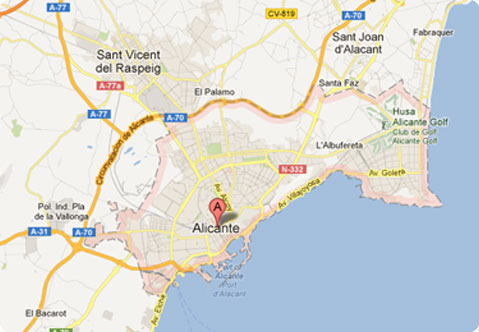 A-77
CV-819
A-70
Fabraquer
Sant Vicent
del Raspeig
Sant Joan
d'Alacant
A-77a
El Palamo
Santa Faz
A-77
A-70
Circunvalacion de Alicante
Husa
Alicante Golf
Club de Golf
Alicante Golf
L'Albufereta
N-332
Av. Golera
Av. Alcoy
Av. Villajoyosa
A
Pol. Ind. Pla
de la Vallonga
Alicante
A-31
A-70
Port of
Alicante
Port
d'Alacant
Av. Elche
El Bacarot